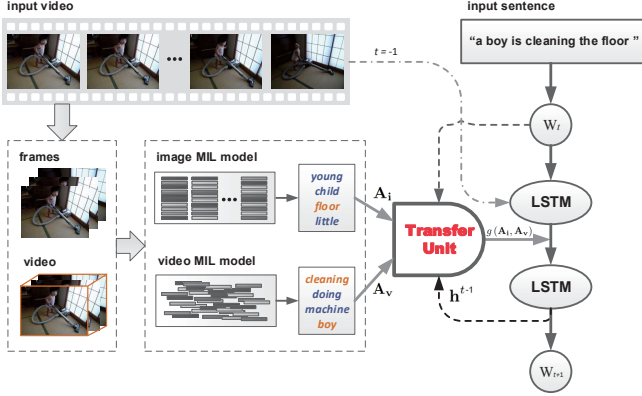 input video
input sentence
“a boy is cleaning the floor ”
t = -1
W_t
frames
image MIL model
young
child
floor
little
A_i
LSTM
Transfer
Unit
g (A_i, A_v)
video
video MIL model
cleaning
doing
machine
boy
A_v
h^{t-1}
LSTM
W_{t+1}